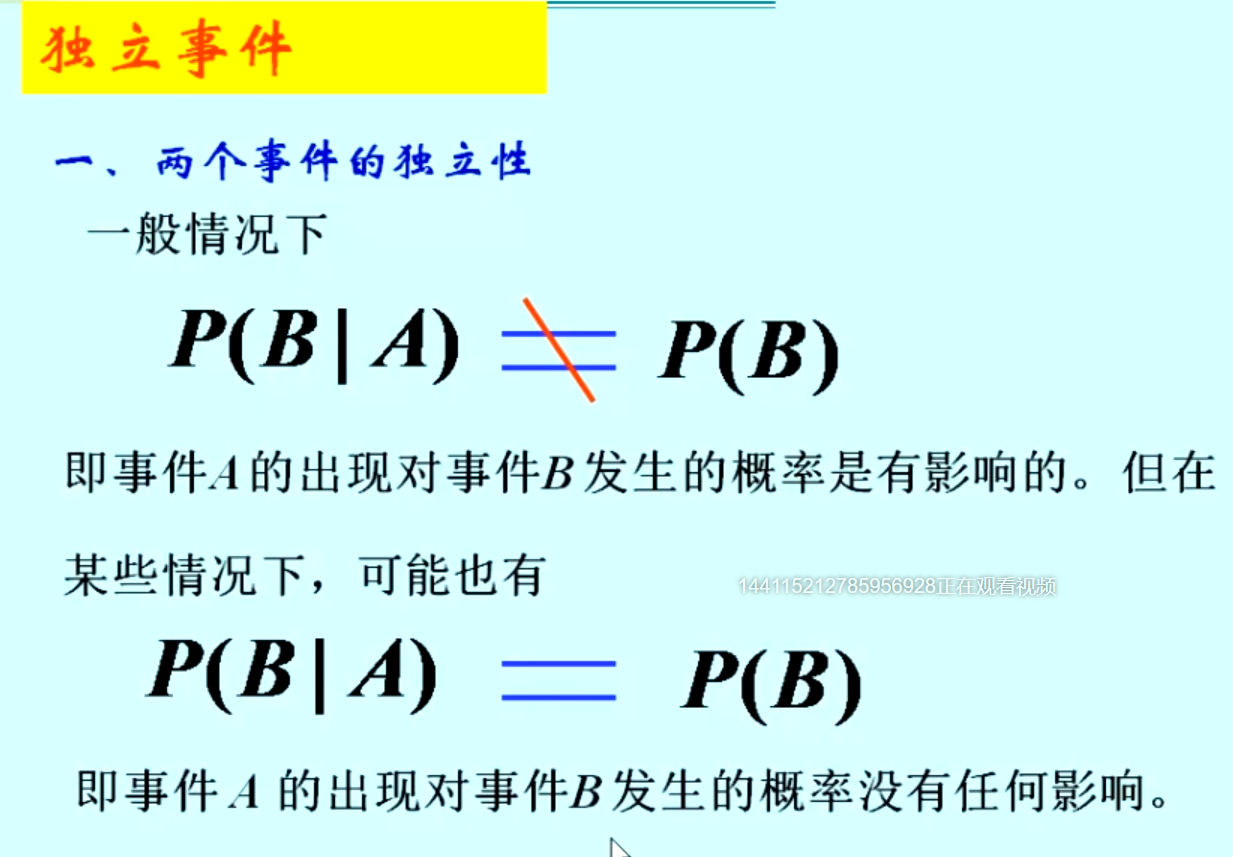 独立事件
一、两个事件的独立性
一般情况下
P(B | A) ≠ P(B)
即事件A的出现对事件B发生的概率是有影响的。但在
某些情况下，可能也有
144115212785956928正在观看视频
P(B | A) = P(B)
即事件 A 的出现对事件B发生的概率没有任何影响。